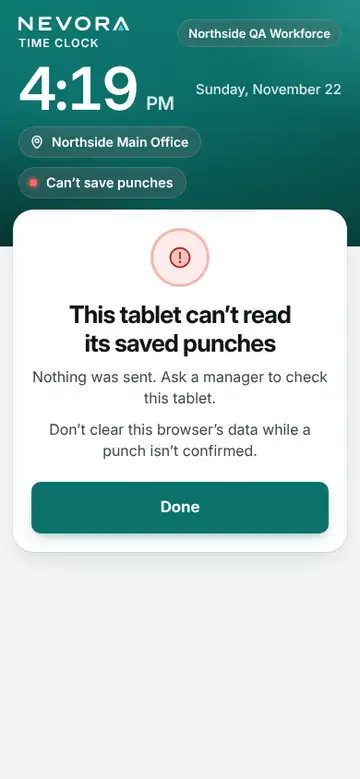 NEVORA
TIME CLOCK
Northside QA Workforce
4:19 PM
Sunday, November 22
Northside Main Office
Can’t save punches
This tablet can’t read
its saved punches
Nothing was sent. Ask a manager to check
this tablet.
Don’t clear this browser’s data while a
punch isn’t confirmed.
Done